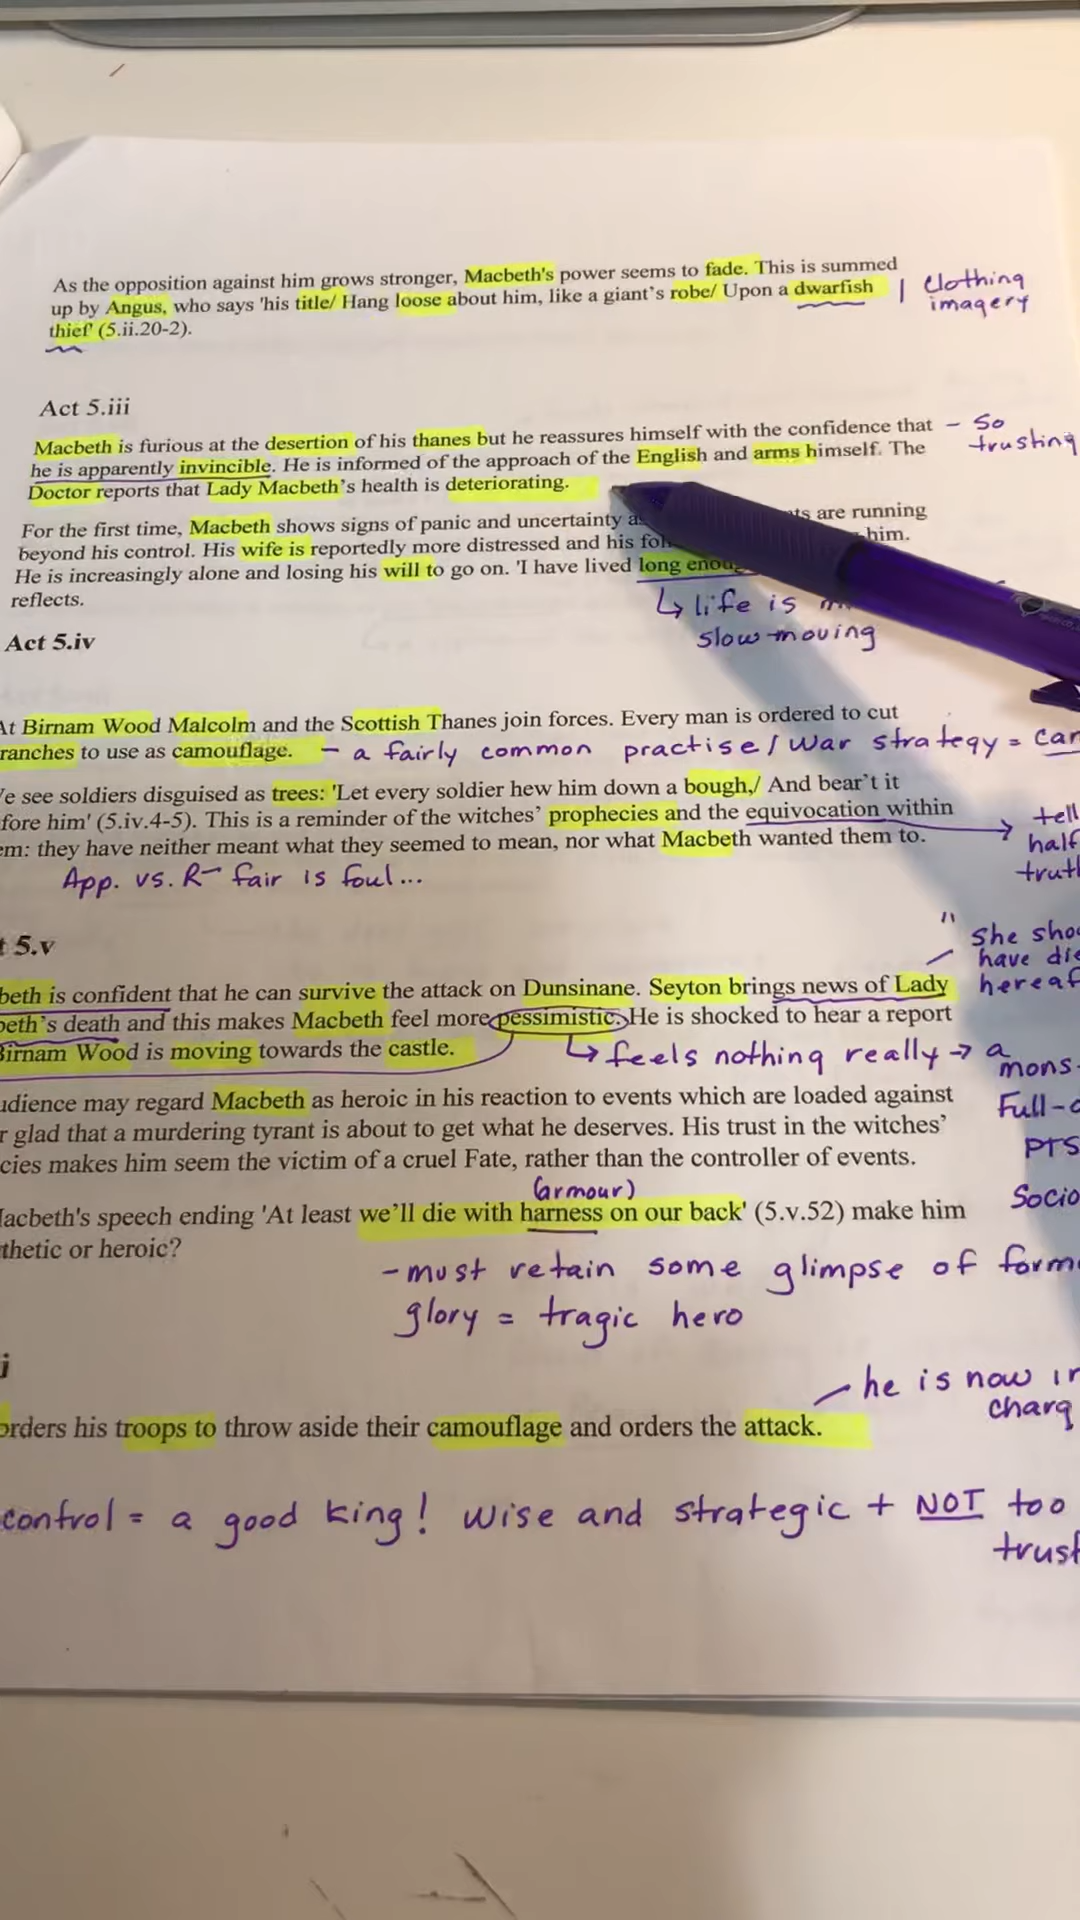 As the opposition against him grows stronger, Macbeth's power seems to fade. This is summed
up by Angus, who says 'his title/ Hang loose about him, like a giant's robe/ Upon a dwarfish
thief' (5.ii.20-2).
clothing
imagery
Act 5.iii
Macbeth is furious at the desertion of his thanes but he reassures himself with the confidence that
he is apparently invincible. He is informed of the approach of the English and arms himself. The
Doctor reports that Lady Macbeth's health is deteriorating.
- So
trusting
For the first time, Macbeth shows signs of panic and uncertainty are running
beyond his control. His wife is reportedly more distressed and his him.
He is increasingly alone and losing his will to go on. 'I have lived long
reflects.
↳ life is
slow moving
Act 5.iv
At Birnam Wood Malcolm and the Scottish Thanes join forces. Every man is ordered to cut
ranches to use as camouflage. - a fairly common practise/war strategy =
e see soldiers disguised as trees: 'Let every soldier hew him down a bough,/ And bear't it
fore him' (5.iv.4-5). This is a reminder of the witches' prophecies and the equivocation within
em: they have neither meant what they seemed to mean, nor what Macbeth wanted them to.
→ tell
half
App. vs. R- fair is foul...
5.v
"she
have
beth is confident that he can survive the attack on Dunsinane. Seyton brings news of Lady
beth's death and this makes Macbeth feel more pessimistic. He is shocked to hear a report
Birnam Wood is moving towards the castle.
↳ feels nothing really → a
udience may regard Macbeth as heroic in his reaction to events which are loaded against
r glad that a murdering tyrant is about to get what he deserves. His trust in the witches'
cies makes him seem the victim of a cruel Fate, rather than the controller of events.
(armour)
Macbeth's speech ending 'At least we'll die with harness on our back' (5.v.52) make him
thetic or heroic?
- must retain some glimpse of
glory = tragic hero
he is now
orders his troops to throw aside their camouflage and orders the attack.
control = a good king! wise and strategic + NOT too